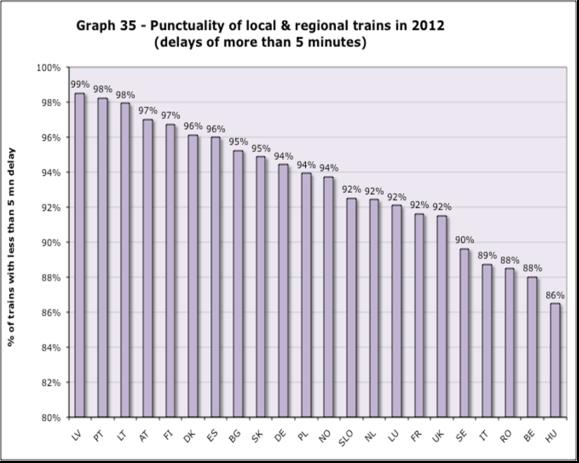 Graph 35 - Punctuality of local & regional trains in 2012
(delays of more than 5 minutes)
% of trains with less than 5 mn delay
100%
98%
96%
94%
92%
90%
88%
86%
84%
82%
80%
99% 98% 98% 97% 97% 96% 96% 95% 95% 94% 94% 94% 92% 92% 92% 92% 92% 90% 89% 88% 88% 86%
LV PT LT AT FI DK ES BG SK DE PL NO SLO NL LU FR UK SE IT RO BE HU